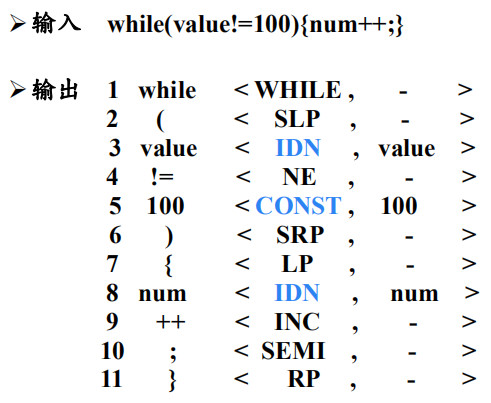 ➢输入 while(value!=100){num++;}
➢输出 1 while < WHILE , - >
2 ( < SLP , - >
3 value < IDN , value >
4 != < NE , - >
5 100 < CONST , 100 >
6 ) < SRP , - >
7 { < LP , - >
8 num < IDN , num >
9 ++ < INC , - >
10 ; < SEMI , - >
11 } < RP , - >